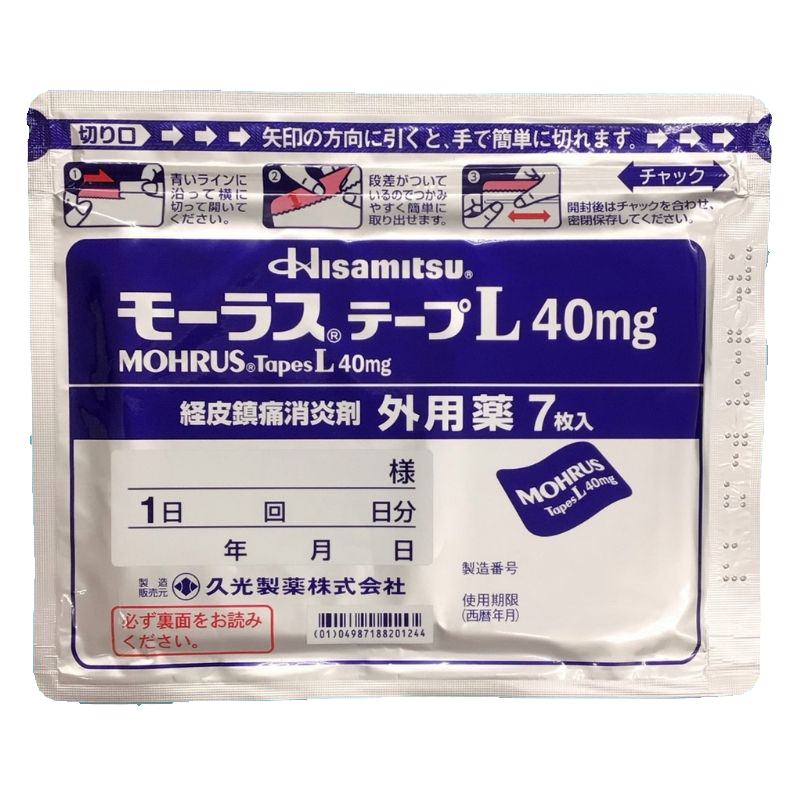 切り口 矢印の方向に引くと、手で簡単に切れます。
1
青いラインに
沿って横に
切って開いて
ください。
2
段差がついて
いるのでつかみ
やすく簡単に
取り出せます。
3
チャック
開封後はチャックを合わせ、
密閉保存してください。
Hisamitsu®
モーラス®テープL 40mg
MOHRUS®Tapes L 40mg
経皮鎮痛消炎剤 外用薬 7枚入
様
1日 回 日分
年 月 日
MOHRUS
Tapes L 40mg
製造番号
使用期限
(西暦年月)
製造
販売元 久光製薬株式会社
必ず裏面をお読み
ください。
(01)04987188201244